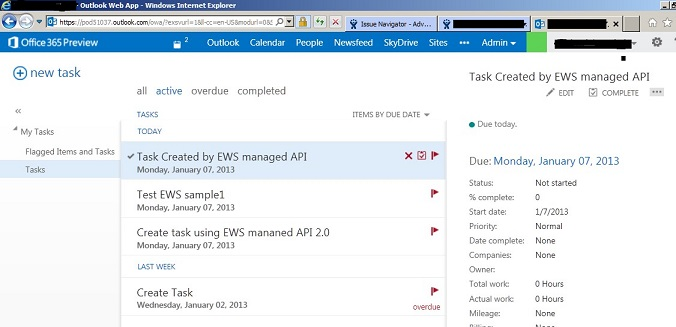 - Outlook Web App - Windows Internet Explorer
https://pod51037.outlook.com/owa/?exsvurl=1&ll-cc=en-US&modurl=0&
Issue Navigator - Adv...
Office 365 Preview
2
Outlook
Calendar
People
Newsfeed
SkyDrive
Sites
...
Admin
new task
all
active
overdue
completed
«
My Tasks
Flagged Items and Tasks
Tasks
TASKS
ITEMS BY DUE DATE
TODAY
Task Created by EWS managed API
Monday, January 07, 2013
Test EWS sample1
Monday, January 07, 2013
Create task using EWS mananed API 2.0
Monday, January 07, 2013
LAST WEEK
Create Task
Wednesday, January 02, 2013
overdue
Task Created by EWS managed API
EDIT
COMPLETE
...
Due today.
Due: Monday, January 07, 2013
Status: Not started
% complete: 0
Start date: 1/7/2013
Priority: Normal
Date complete: None
Companies: None
Owner:
Total work: 0 Hours
Actual work: 0 Hours
Mileage: None